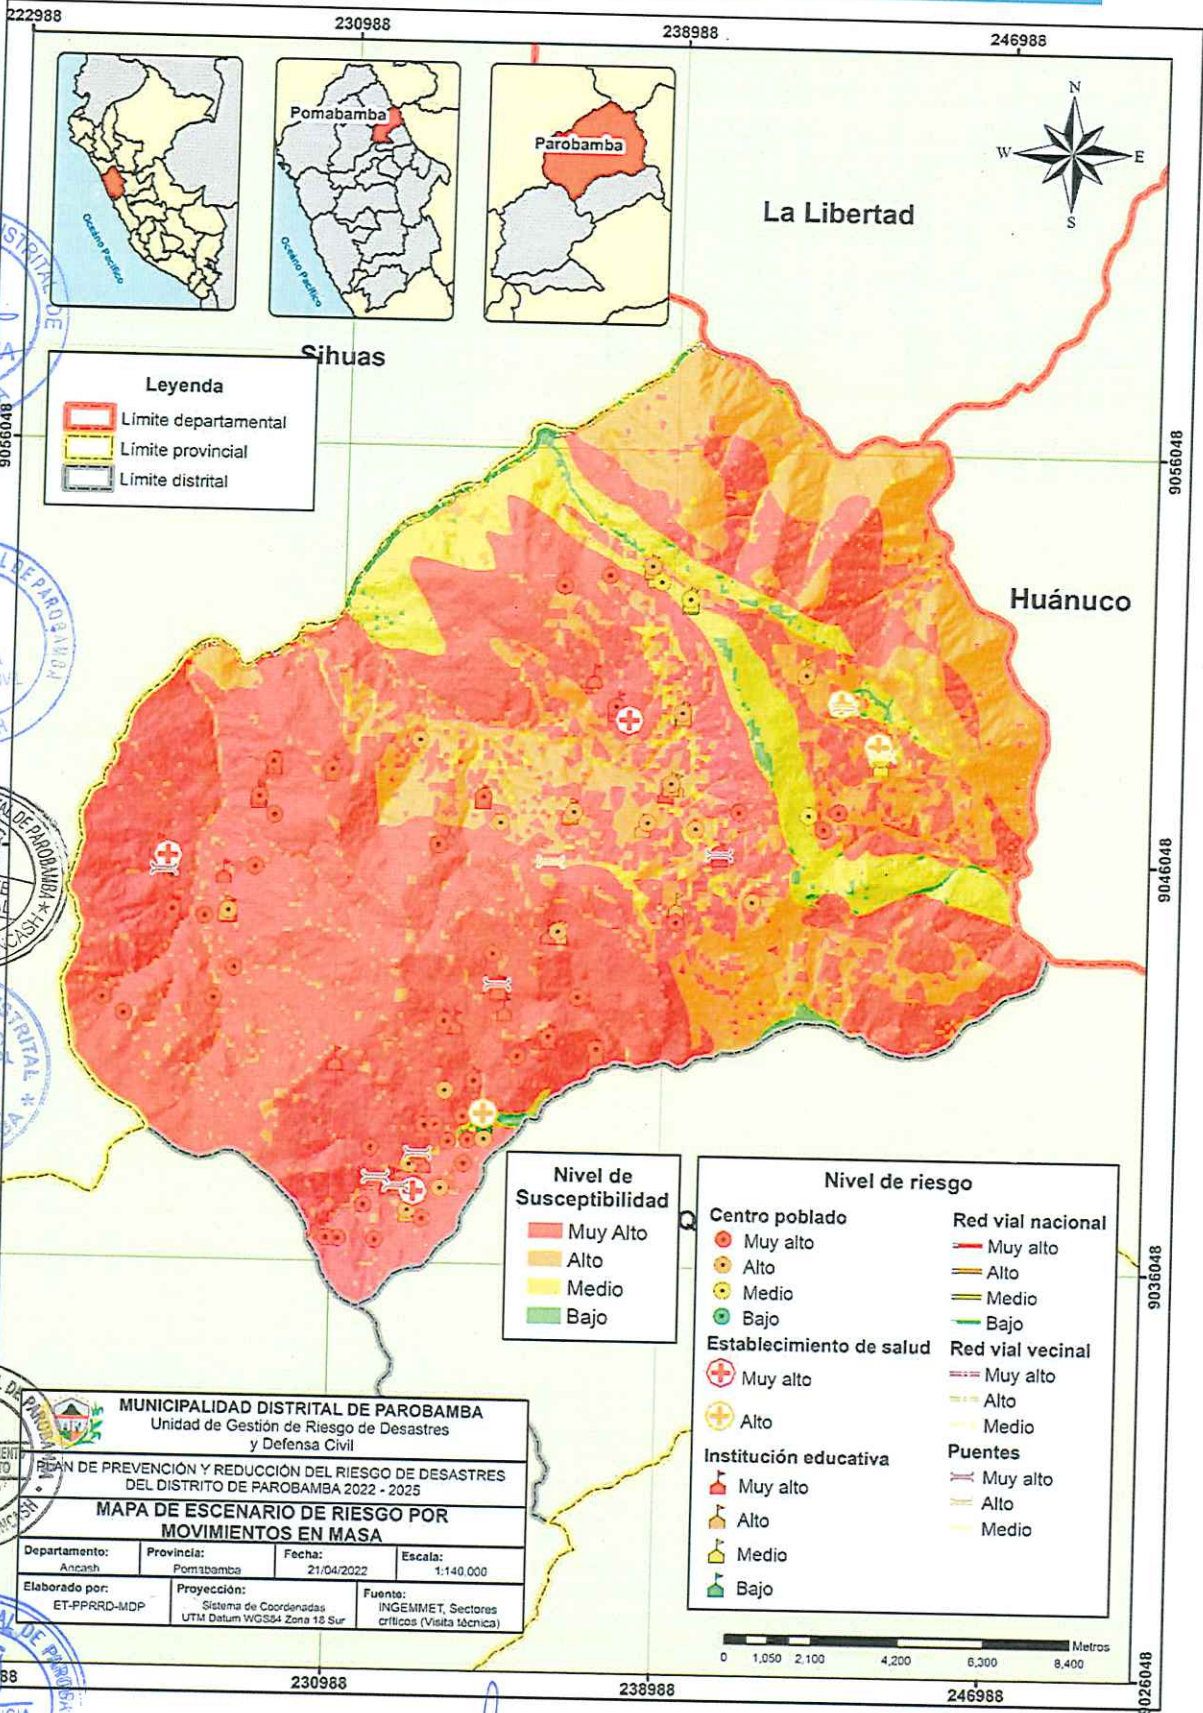 222988
230988
238988
246988
Pomabamba
Parobamba
Océano Pacífico
Océano Pacífico
N
W
E
S
La Libertad
Sihuas
Huánuco
Leyenda
Límite departamental
Límite provincial
Límite distrital
9056048
9056048
9046048
9036048
9026048
Nivel de
Susceptibilidad
Muy Alto
Alto
Medio
Bajo
Q
Nivel de riesgo
Centro poblado
Muy alto
Alto
Medio
Bajo
Establecimiento de salud
Muy alto
Alto
Institución educativa
Muy alto
Alto
Medio
Bajo
Red vial nacional
Muy alto
Alto
Medio
Bajo
Red vial vecinal
Muy alto
Alto
Medio
Puentes
Muy alto
Alto
Medio
MUNICIPALIDAD DISTRITAL DE PAROBAMBA
Unidad de Gestión de Riesgo de Desastres
y Defensa Civil
PLAN DE PREVENCIÓN Y REDUCCIÓN DEL RIESGO DE DESASTRES
DEL DISTRITO DE PAROBAMBA 2022 - 2025
MAPA DE ESCENARIO DE RIESGO POR
MOVIMIENTOS EN MASA
Departamento:
Ancash
Provincia:
Pomabamba
Fecha:
21/04/2022
Escala:
1:140.000
Elaborado por:
ET-PPRRD-MDP
Proyección:
Sistema de Coordenadas
UTM Datum WGS84 Zona 18 Sur
Fuente:
INGEMMET, Sectores
críticos (Visita técnica)
Metros
0 1,050 2,100 4,200 6,300 8,400
88
230988
238988
246988